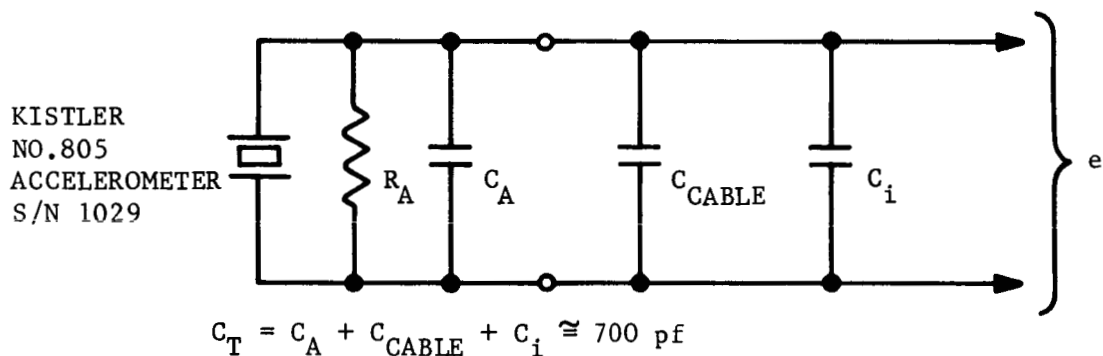 KISTLER
NO.805
ACCELEROMETER
S/N 1029
R_A
C_A
C_CABLE
C_i
e
C_T = C_A + C_CABLE + C_i ≅ 700 pf